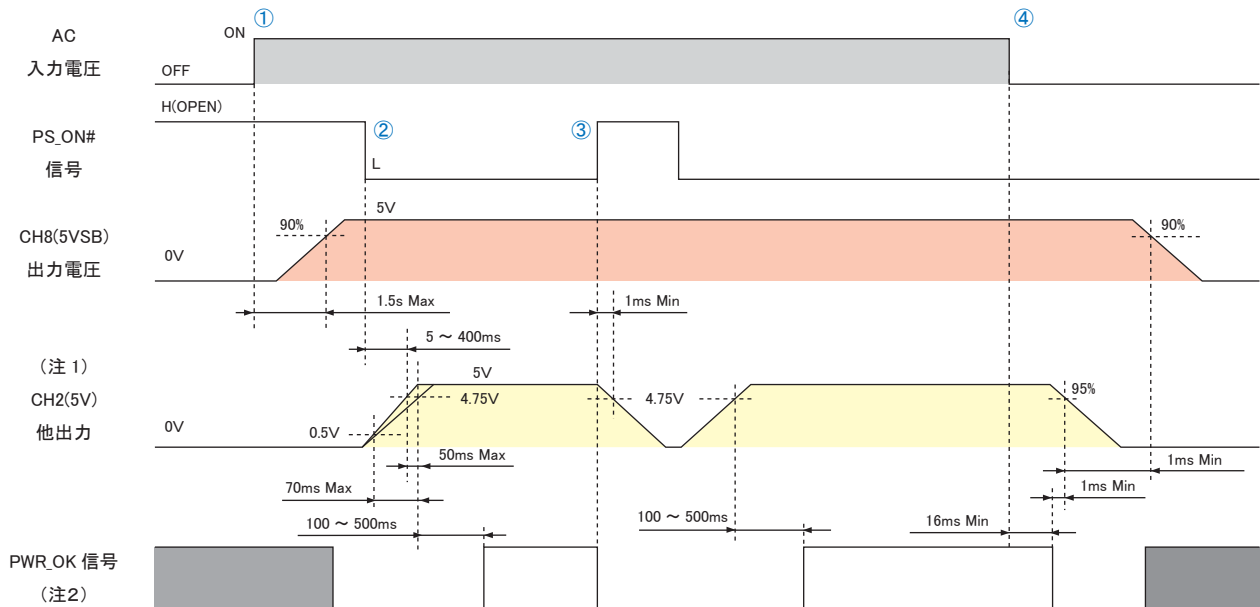 ①
④
AC
入力電圧
ON
OFF
H(OPEN)
PS_ON#
信号
②
③
L
CH8(5VSB)
出力電圧
0V
90%
5V
90%
1.5s Max
1ms Min
5 ～ 400ms
（注 1）
CH2(5V)
他出力
0V
0.5V
5V
4.75V
4.75V
95%
50ms Max
1ms Min
70ms Max
1ms Min
100 ～ 500ms
100 ～ 500ms
16ms Min
PWR_OK 信号
（注2）